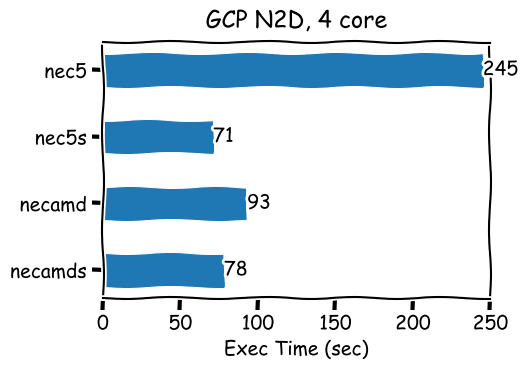 GCP N2D, 4 core
nec5
245
nec5s
71
necamd
93
necamds
78
0 50 100 150 200 250
Exec Time (sec)